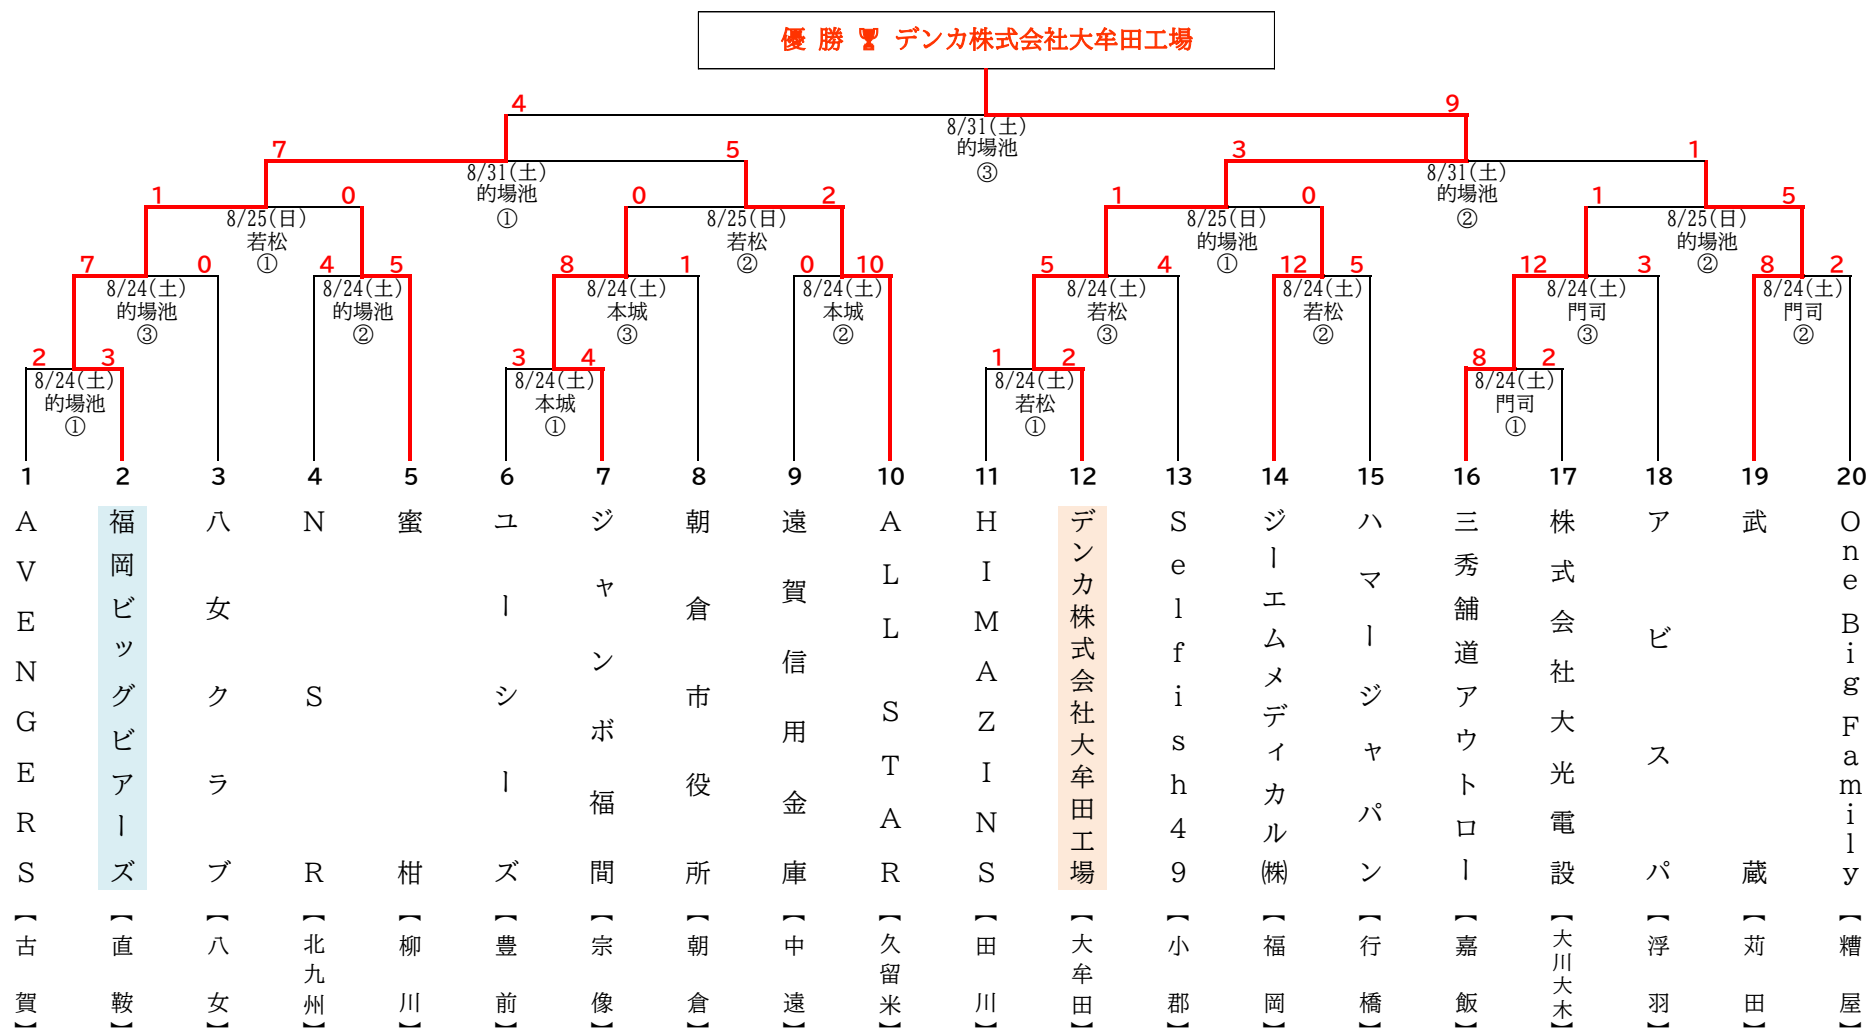 優 勝 🏆 デンカ株式会社大牟田工場
4 9
8/31(土)
的場池
③
7 5
8/31(土)
的場池
①
3 1
8/31(土)
的場池
②
1 0
8/25(日)
若松
①
0 2
8/25(日)
若松
②
1 0
8/25(日)
的場池
①
1 5
8/25(日)
的場池
②
7 0
8/24(土)
的場池
③
4 5
8/24(土)
的場池
②
8 1
8/24(土)
本城
③
0 10
8/24(土)
本城
②
5 4
8/24(土)
若松
③
12 5
8/24(土)
若松
②
12 3
8/24(土)
門司
③
8 2
8/24(土)
門司
②
2 3
8/24(土)
的場池
①
3 4
8/24(土)
本城
①
1 2
8/24(土)
若松
①
8 2
8/24(土)
門司
①
1 2 3 4 5 6 7 8 9 10 11 12 13 14 15 16 17 18 19 20
AVENGERS
【古賀】
福岡ビッグビアーズ
【直鞍】
八女クラブ
【八女】
NSR
【北九州】
蜜柑
【柳川】
ユーシーズ
【豊前】
ジャンボ福間
【宗像】
朝倉市役所
【朝倉】
遠賀信用金庫
【中遠】
ALL STAR
【久留米】
HIMAZINS
【田川】
デンカ株式会社大牟田工場
【大牟田】
Selfish49
【小郡】
ジーエムメディカル㈱
【福岡】
ハマージャパン
【行橋】
三秀舗道アウトロー
【嘉飯】
株式会社大光電設
【大川大木】
アビスパ
【浮羽】
武蔵
【苅田】
One Big Family
【糟屋】